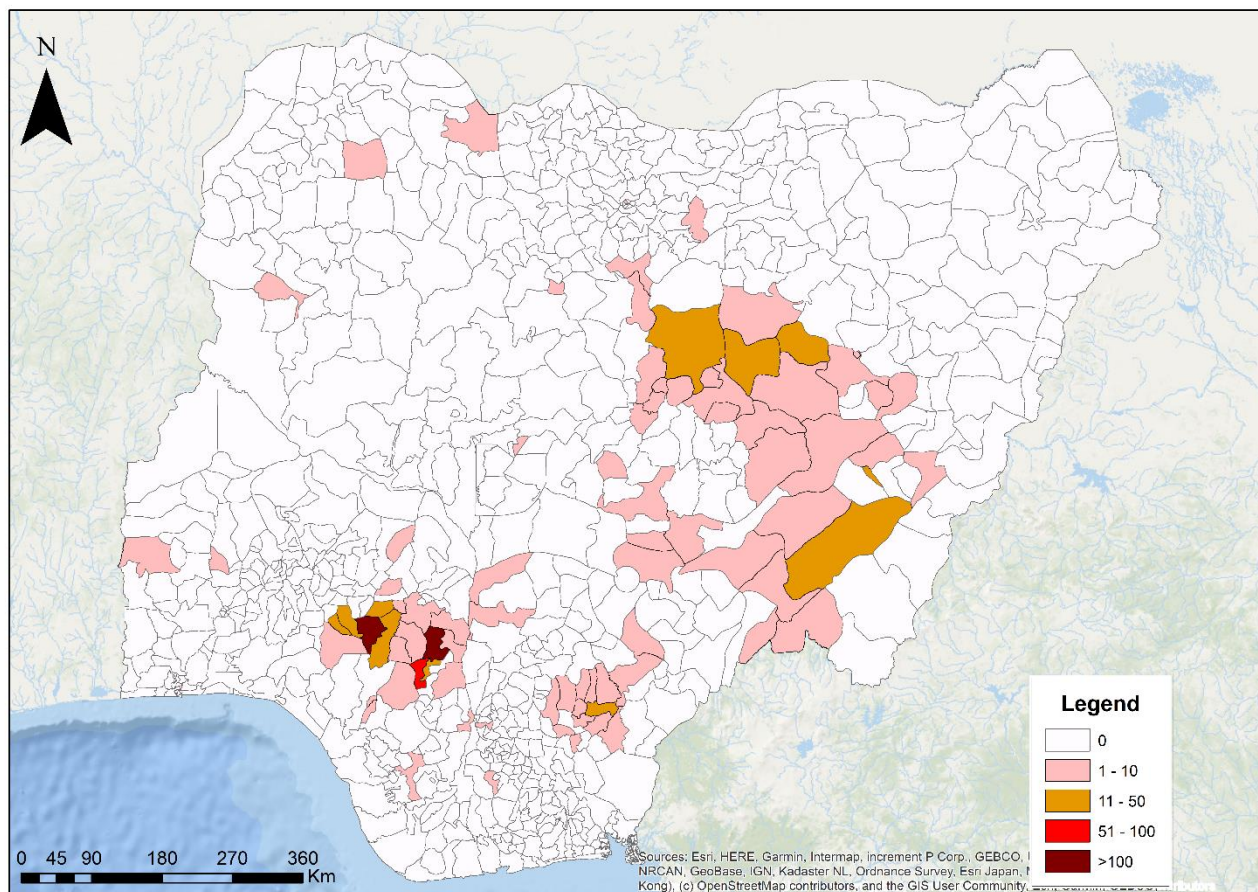 N
Legend
0
1 - 10
11 - 50
51 - 100
>100
0 45 90 180 270 360
Km
Sources: Esri, HERE, Garmin, Intermap, increment P Corp., GEBCO,
NRCAN, GeoBase, IGN, Kadaster NL, Ordnance Survey, Esri Japan,
Kong), (c) OpenStreetMap contributors, and the GIS User Community,